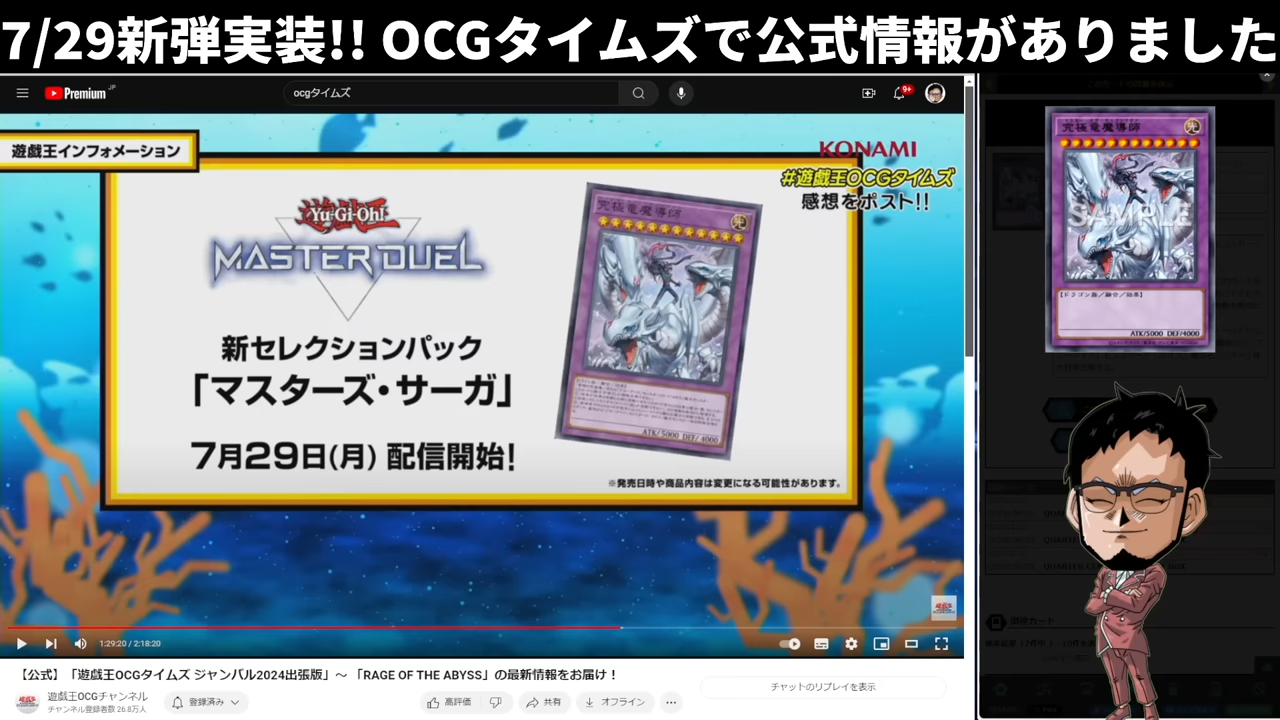 7/29新弾実装!! OCGタイムズで公式情報がありました
Premium JP
ocgタイムズ
9+
遊戯王インフォメーション
KONAMI
#遊戯王OCGタイムズ
感想をポスト!!
Yu-Gi-Oh!
MASTER DUEL
新セレクションパック
「マスターズ・サーガ」
7月29日(月) 配信開始!
究極竜魔導師
光
ATK/5000 DEF/4000
※発売日時や商品内容は変更になる可能性があります。
1:29:20 / 2:18:20
【公式】「遊戯王OCGタイムズ ジャンバル2024出張版」～ 「RAGE OF THE ABYSS」の最新情報をお届け！
遊戯王OCGチャンネル
チャンネル登録者数 26.8万人
登録済み
高評価
共有
オフライン
チャットのリプレイを表示
究極竜魔導師
光
SAMPLE
【ドラゴン族／融合／効果】
ATK/5000 DEF/4000